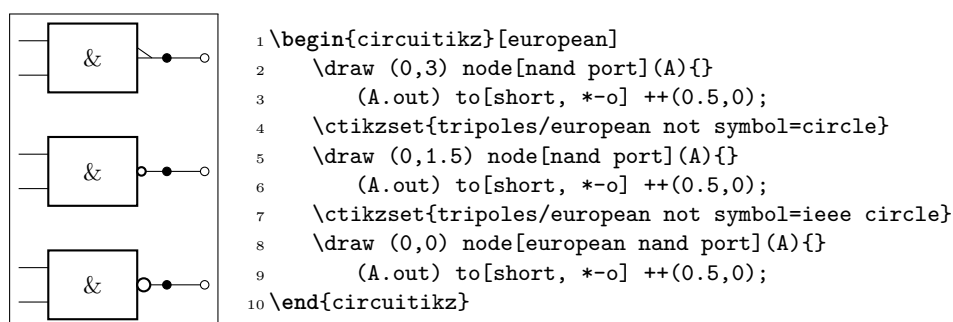 &
&
&
1 \begin{circuitikz}[european]
2 \draw (0,3) node[nand port](A){}
3 (A.out) to[short, *-o] ++(0.5,0);
4 \ctikzset{tripoles/european not symbol=circle}
5 \draw (0,1.5) node[nand port](A){}
6 (A.out) to[short, *-o] ++(0.5,0);
7 \ctikzset{tripoles/european not symbol=ieee circle}
8 \draw (0,0) node[european nand port](A){}
9 (A.out) to[short, *-o] ++(0.5,0);
10 \end{circuitikz}